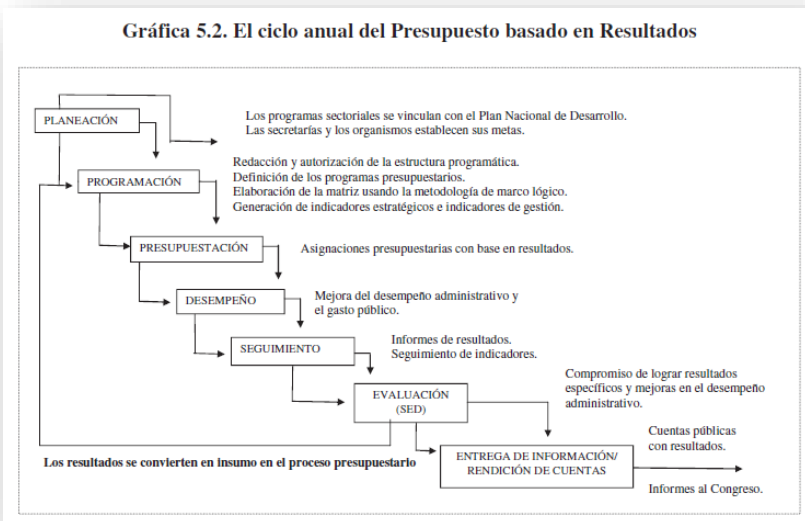 Gráfica 5.2. El ciclo anual del Presupuesto basado en Resultados
PLANEACIÓN
Los programas sectoriales se vinculan con el Plan Nacional de Desarrollo.
Las secretarías y los organismos establecen sus metas.
PROGRAMACIÓN
Redacción y autorización de la estructura programática.
Definición de los programas presupuestarios.
Elaboración de la matriz usando la metodología de marco lógico.
Generación de indicadores estratégicos e indicadores de gestión.
PRESUPUESTACIÓN
Asignaciones presupuestarias con base en resultados.
DESEMPEÑO
Mejora del desempeño administrativo y
el gasto público.
SEGUIMIENTO
Informes de resultados.
Seguimiento de indicadores.
EVALUACIÓN
(SED)
Compromiso de lograr resultados
específicos y mejoras en el desempeño
administrativo.
Los resultados se convierten en insumo en el proceso presupuestario
ENTREGA DE INFORMACIÓN/
RENDICIÓN DE CUENTAS
Cuentas públicas
con resultados.
Informes al Congreso.